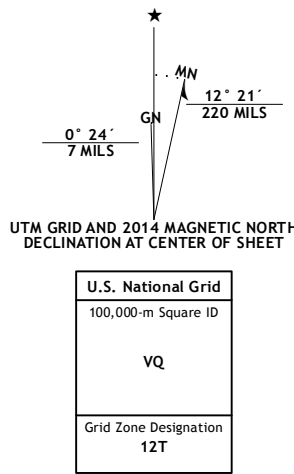 MN
GN
12° 21´
220 MILS
0° 24´
7 MILS
UTM GRID AND 2014 MAGNETIC NORTH
DECLINATION AT CENTER OF SHEET
U.S. National Grid
100,000-m Square ID
VQ
Grid Zone Designation
12T